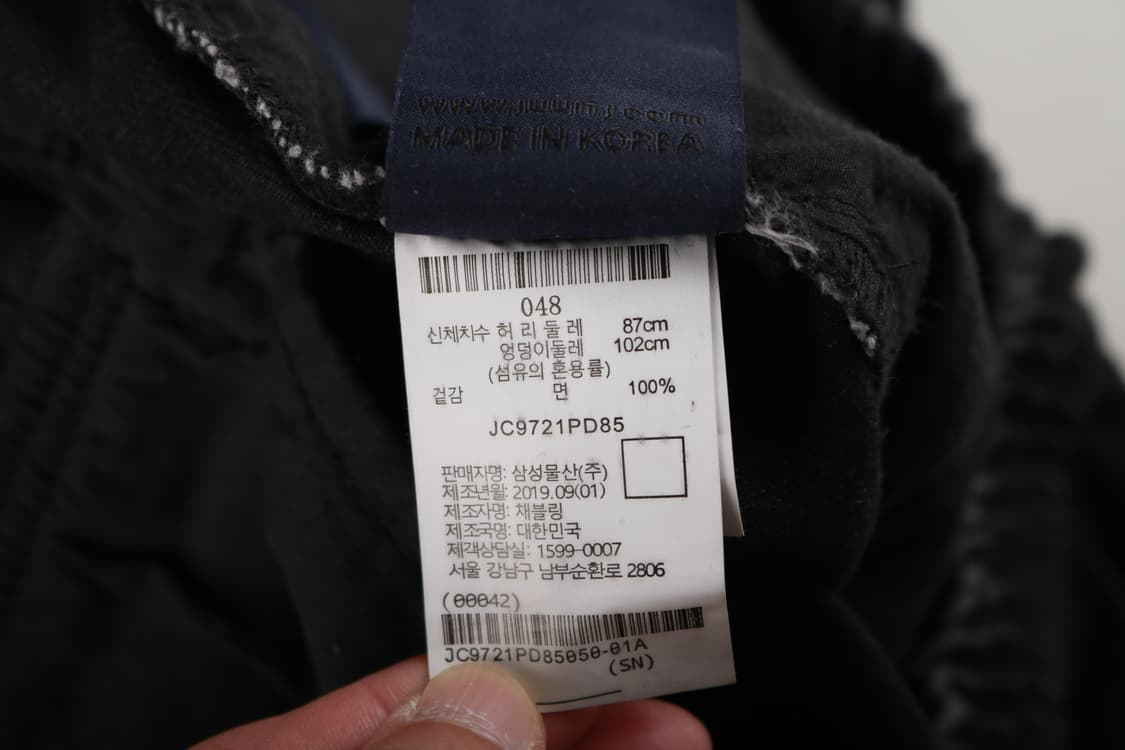 www.juunj.com
MADE IN KOREA
048
신체치수 허 리 둘 레 87cm
엉덩이둘레 102cm
(섬유의 혼용률)
겉감 면 100%
JC9721PD85
판매자명: 삼성물산(주)
제조년월: 2019.09(01)
제조자명: 채블링
제조국명: 대한민국
제객상담실: 1599-0007
서울 강남구 남부순환로 2806
(00042)
JC9721PD85050-01A
(SN)